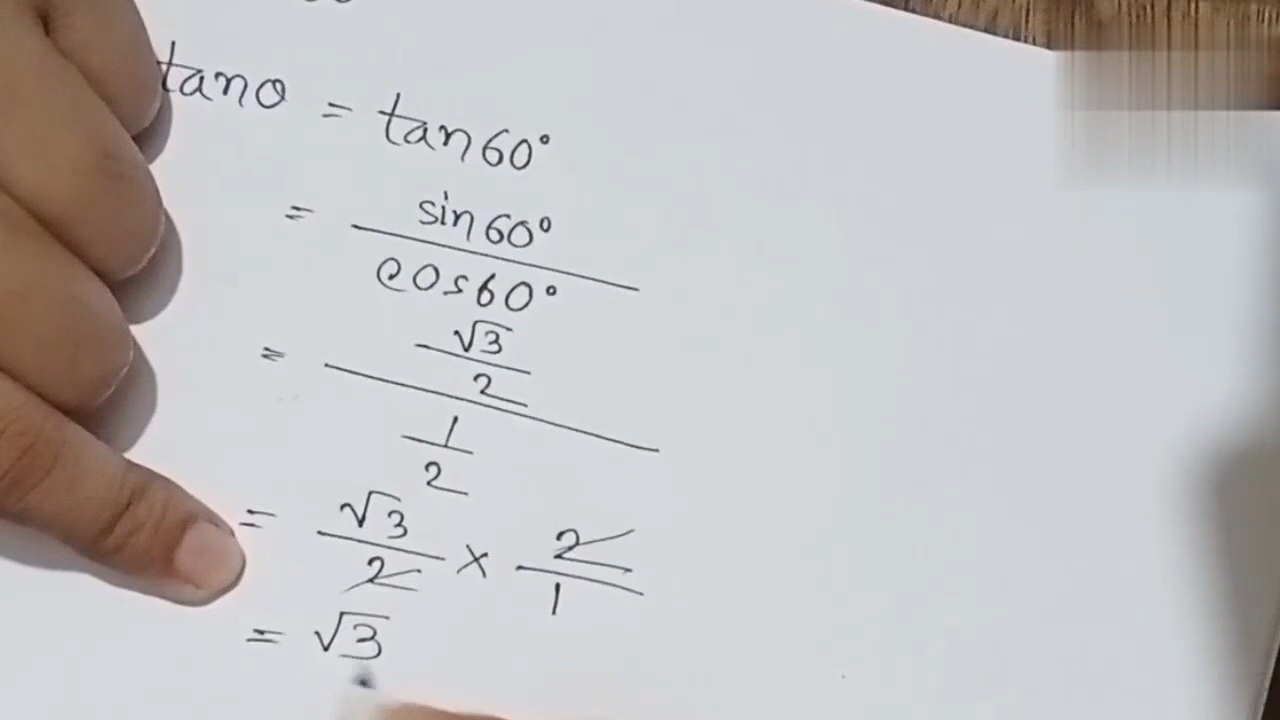 tanθ = tan60°
= sin60° / cos60°
= (√3/2) / (1/2)
= √3/2 × 2/1
= √3